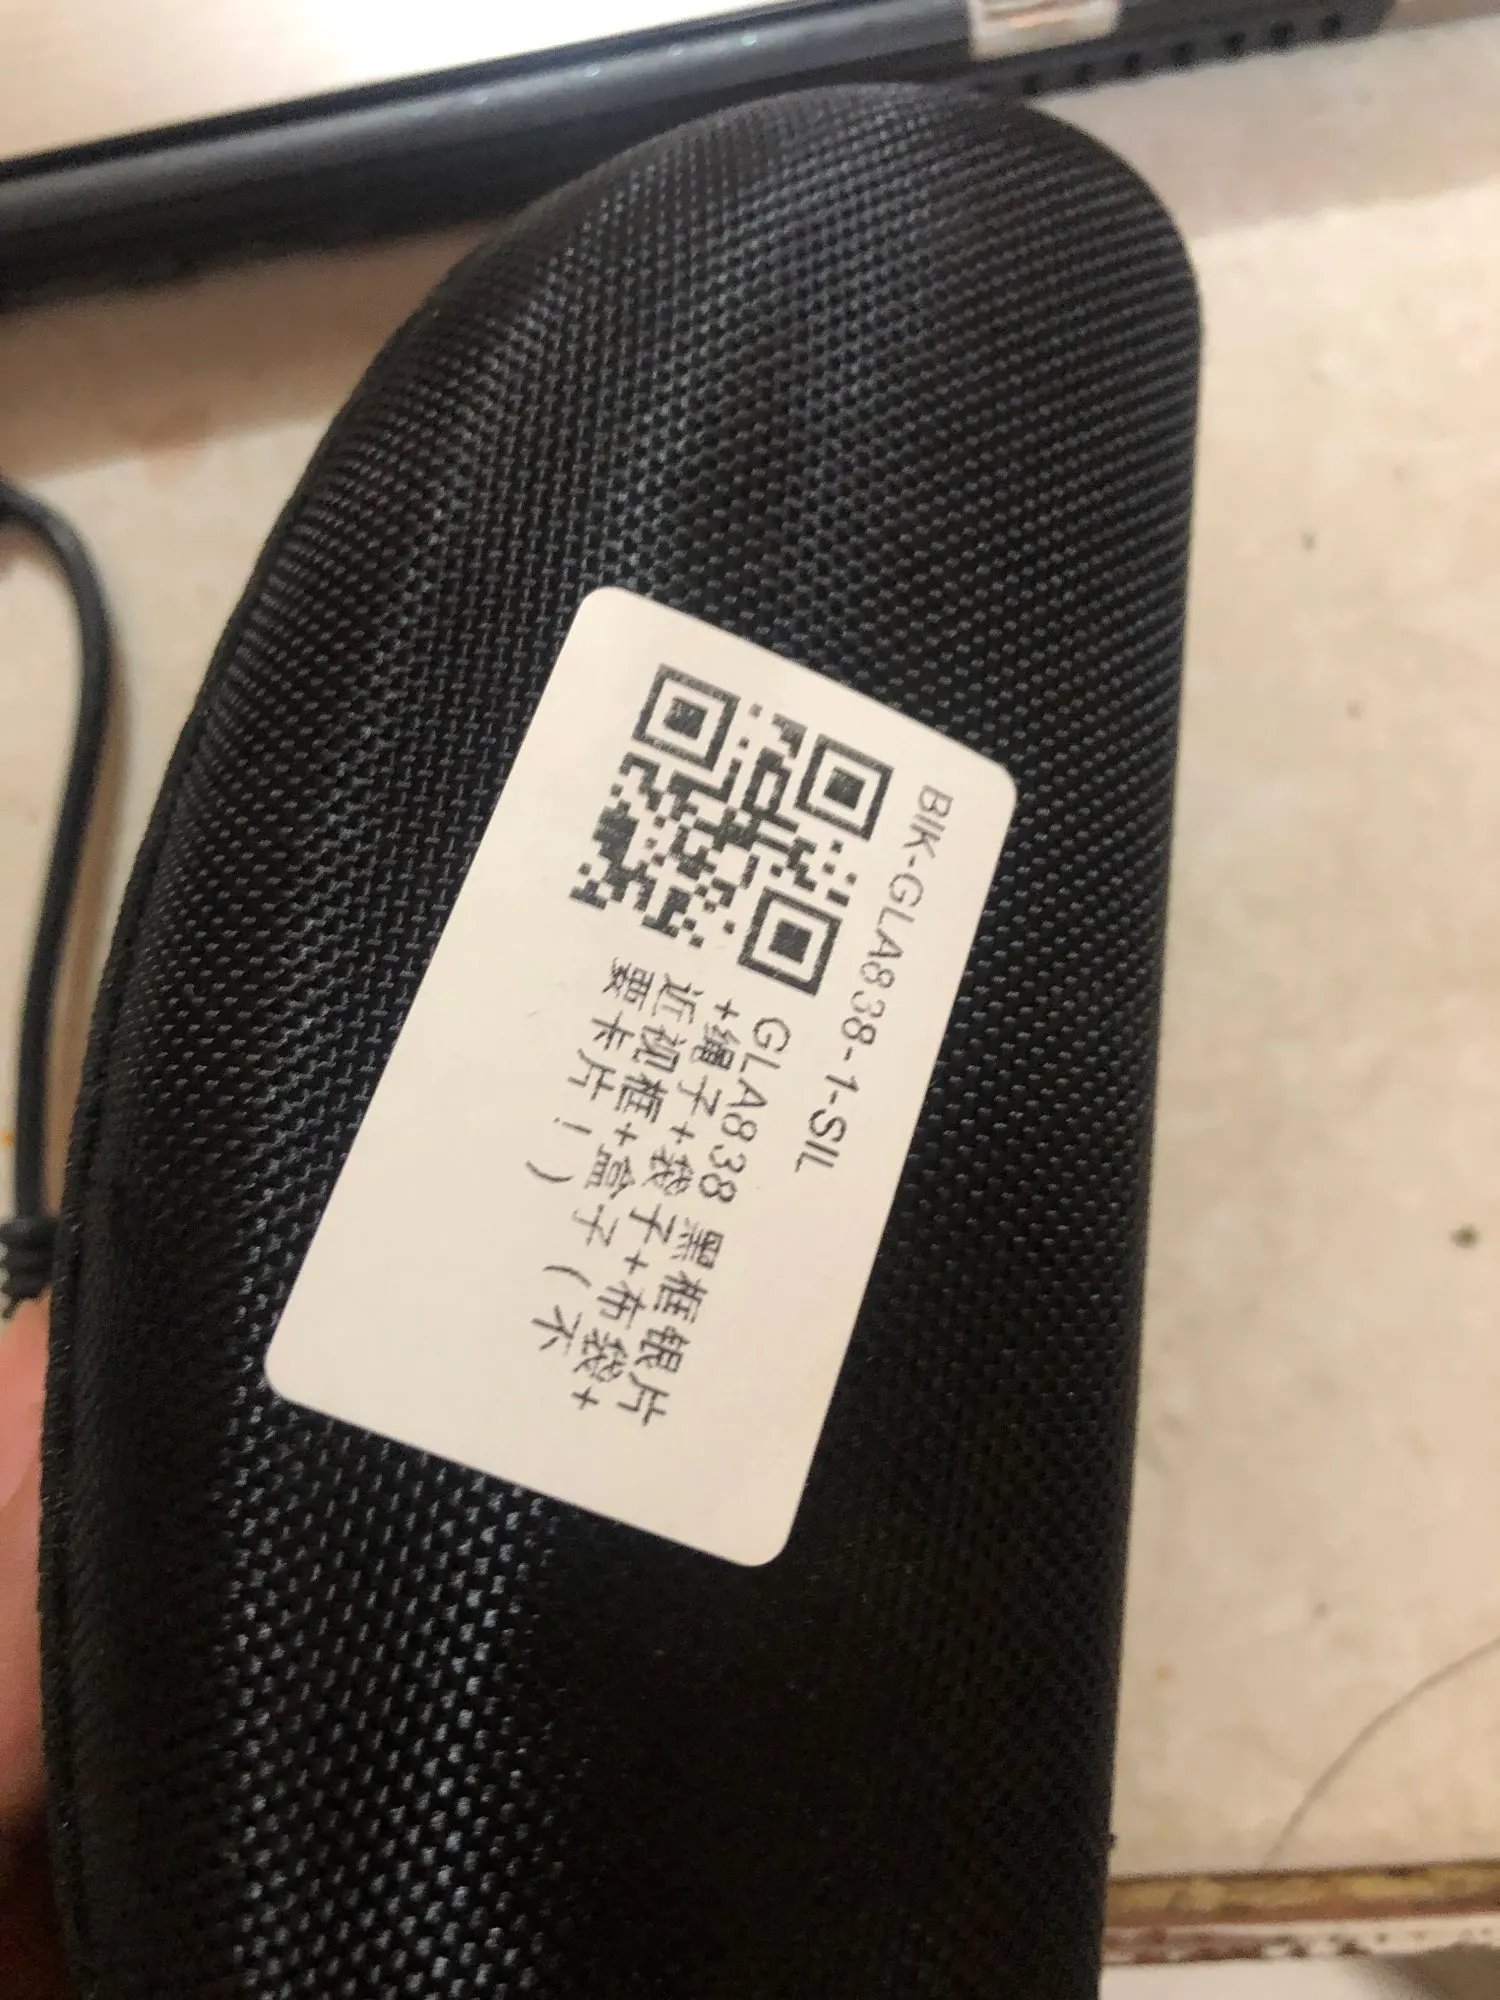 BIK-GLA838-1-SIL
GLA838 黑框银片
+绳子+袋子+布袋+
近视框+盒子（不
要卡片！）